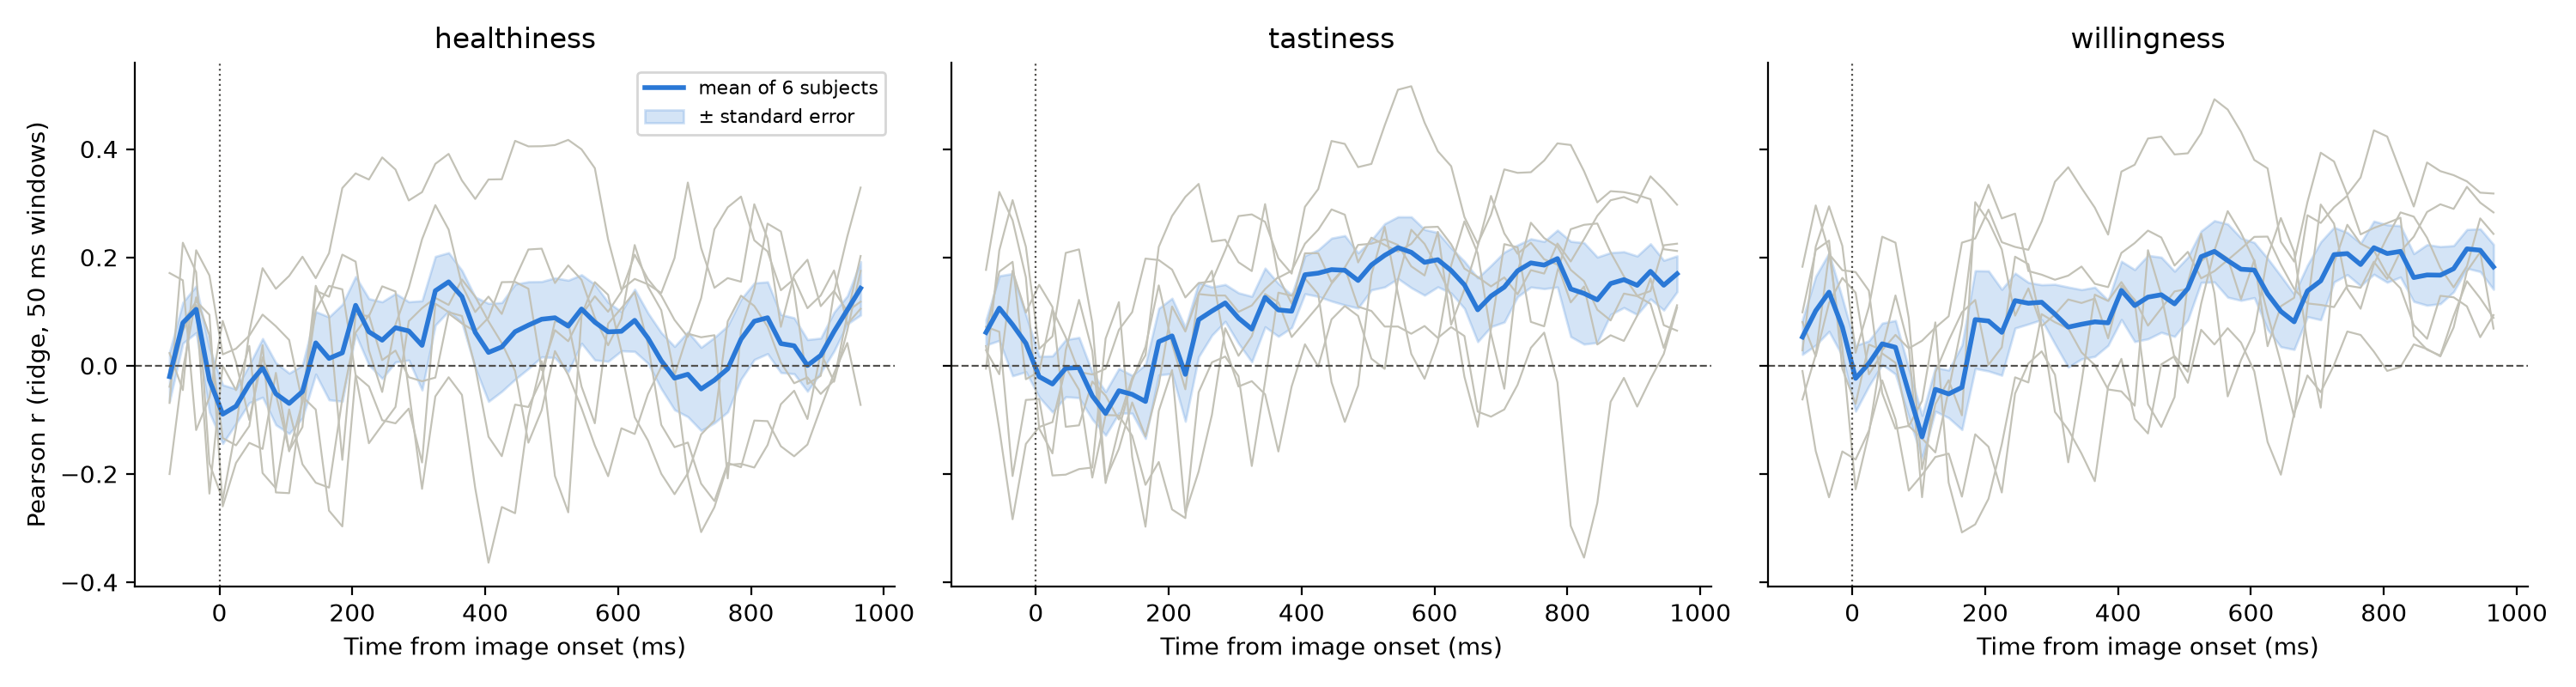 healthiness
tastiness
willingness
mean of 6 subjects
± standard error
Pearson r (ridge, 50 ms windows)
0.4
0.2
0.0
−0.2
−0.4
0 200 400 600 800 1000
0 200 400 600 800 1000
0 200 400 600 800 1000
Time from image onset (ms)
Time from image onset (ms)
Time from image onset (ms)